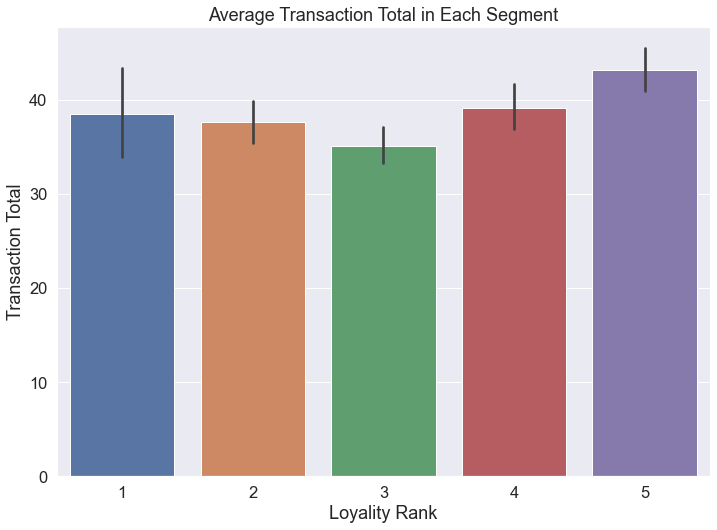 Average Transaction Total in Each Segment
Transaction Total
40
30
20
10
0
1 2 3 4 5
Loyality Rank